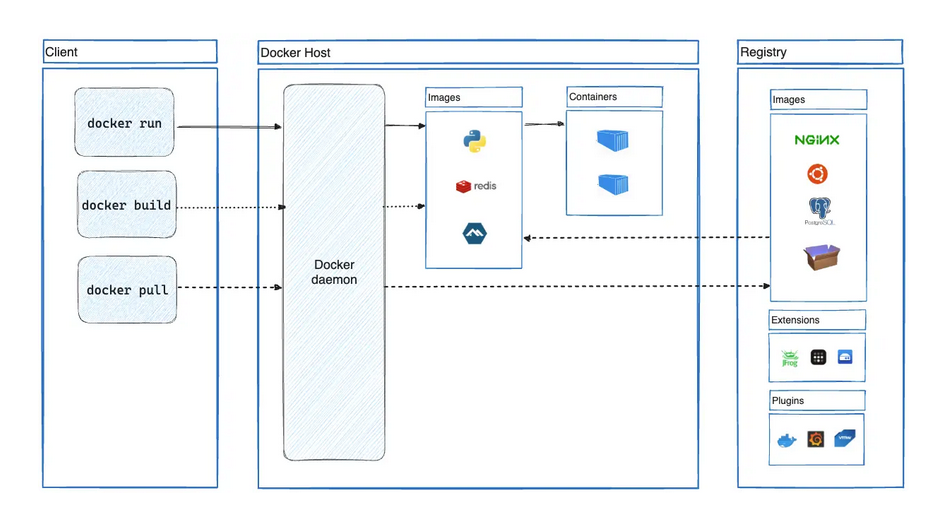 Client
docker run
docker build
docker pull
Docker Host
Docker
daemon
Images
redis
Containers
Registry
Images
NGINX
PostgreSQL
Extensions
JFrog
Plugins